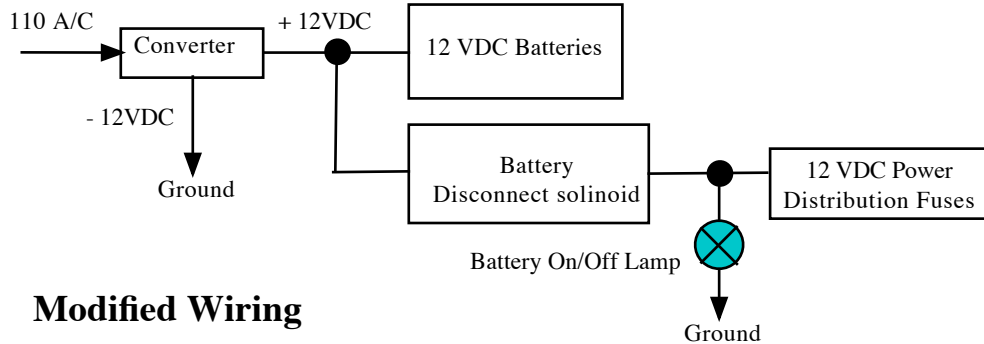 110 A/C
Converter
+ 12VDC
12 VDC Batteries
- 12VDC
Ground
Battery
Disconnect solinoid
12 VDC Power
Distribution Fuses
Battery On/Off Lamp
Modified Wiring
Ground